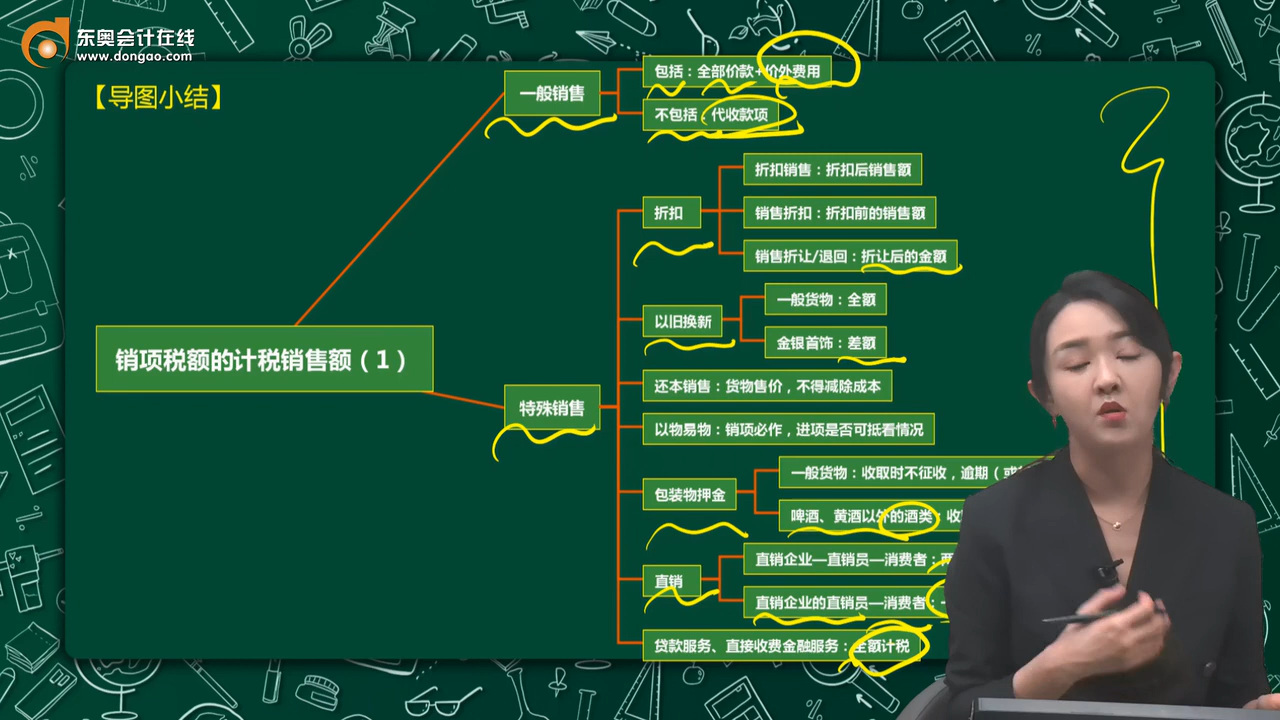 东奥会计在线
www.dongao.com
【导图小结】
一般销售
包括：全部价款+价外费用
不包括：代收款项
销项税额的计税销售额（1）
特殊销售
折扣
折扣销售：折扣后销售额
销售折扣：折扣前的销售额
销售折让/退回：折让后的金额
以旧换新
一般货物：全额
金银首饰：差额
还本销售：货物售价，不得减除成本
以物易物：销项必作，进项是否可抵看情况
包装物押金
一般货物：收取时不征收，逾期（
啤酒、黄酒以外的酒类：收
直销
直销企业—直销员—消费者：两
直销企业的直销员—消费者：一
贷款服务、直接收费金融服务：全额计税